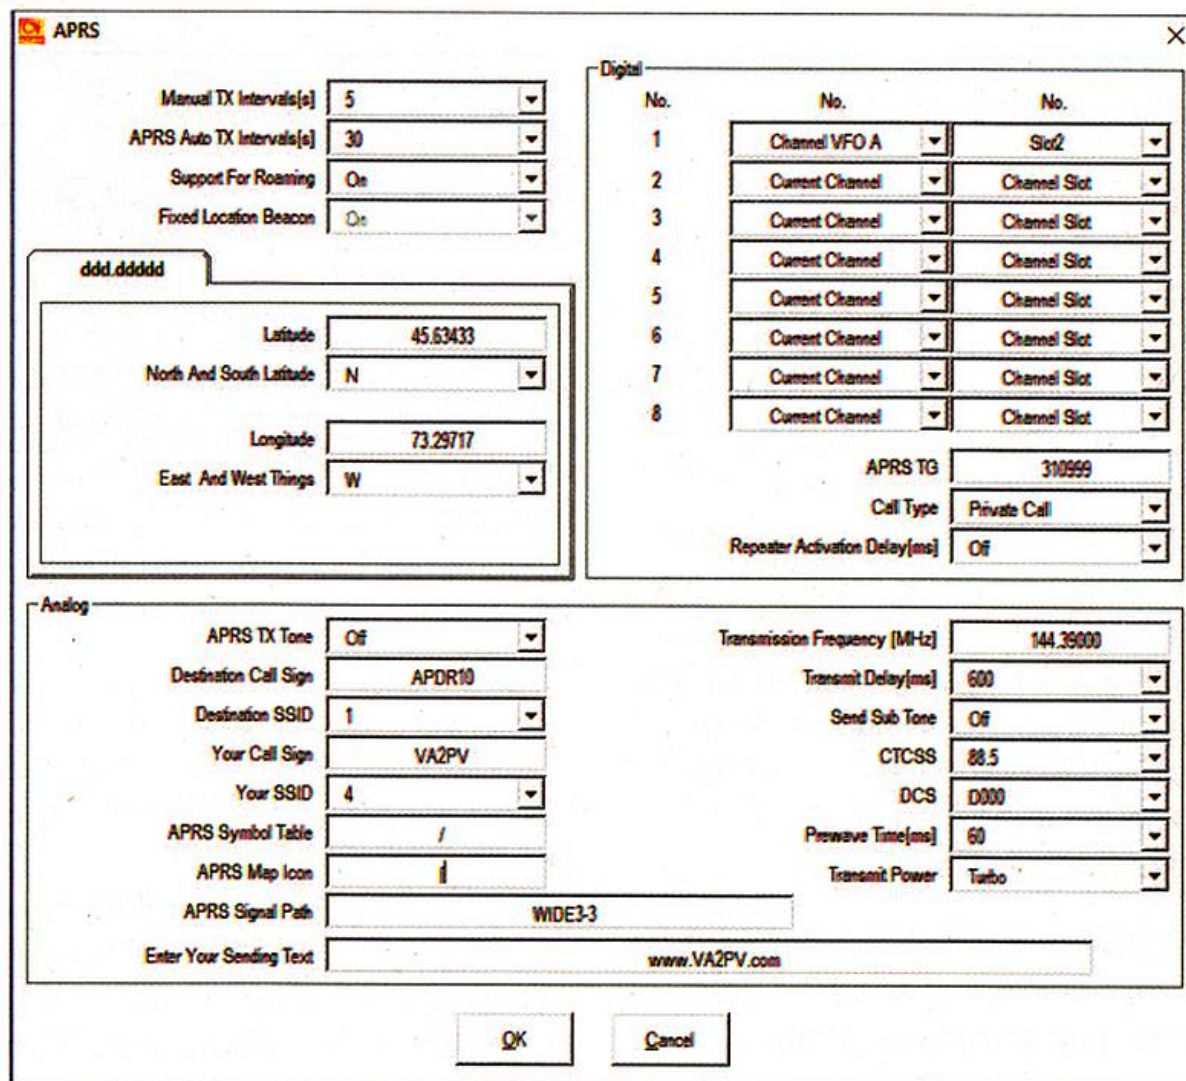 APRS
Manual TX Intervals[s] 5
APRS Auto TX Intervals[s] 30
Support For Roaming On
Fixed Location Beacon On
ddd.ddddd
Latitude 45.63433
North And South Latitude N
Longitude 73.29717
East And West Things W
Digital
No. No. No.
1 Channel VFO A Slot2
2 Current Channel Channel Slot
3 Current Channel Channel Slot
4 Current Channel Channel Slot
5 Current Channel Channel Slot
6 Current Channel Channel Slot
7 Current Channel Channel Slot
8 Current Channel Channel Slot
APRS TG 310999
Call Type Private Call
Repeater Activation Delay[ms] Off
Analog
APRS TX Tone Off
Destination Call Sign APDR10
Destination SSID 1
Your Call Sign VA2PV
Your SSID 4
APRS Symbol Table /
APRS Map Icon
APRS Signal Path WIDE3-3
Enter Your Sending Text www.VA2PV.com
Transmission Frequency [MHz] 144.39000
Transmit Delay[ms] 600
Send Sub Tone Off
CTCSS 88.5
DCS D000
Prewave Time[ms] 60
Transmit Power Turbo
OK Cancel